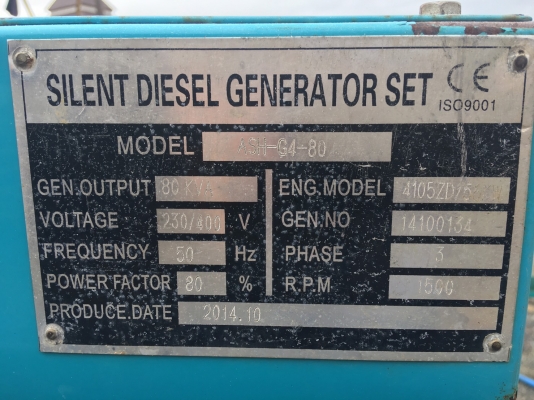 SILENT DIESEL GENERATOR SET CE
ISO9001
MODEL
GEN.OUTPUT 80 ENG.MODEL
VOLTAGE 230/400 V GEN.NO 14100134
FREQUENCY 50 Hz PHASE 3
POWER FACTOR 80 % R.P.M 1500
PRODUCE.DATE 2014.10